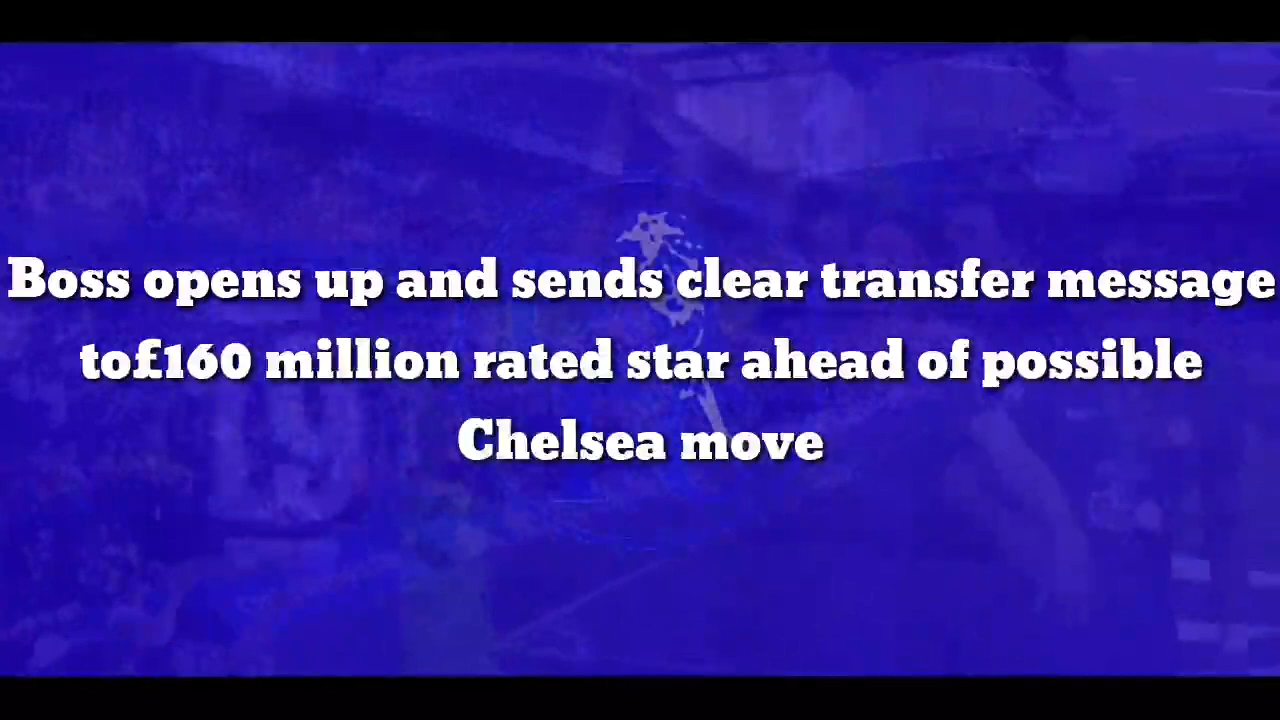 Boss opens up and sends clear transfer message
to£160 million rated star ahead of possible
Chelsea move